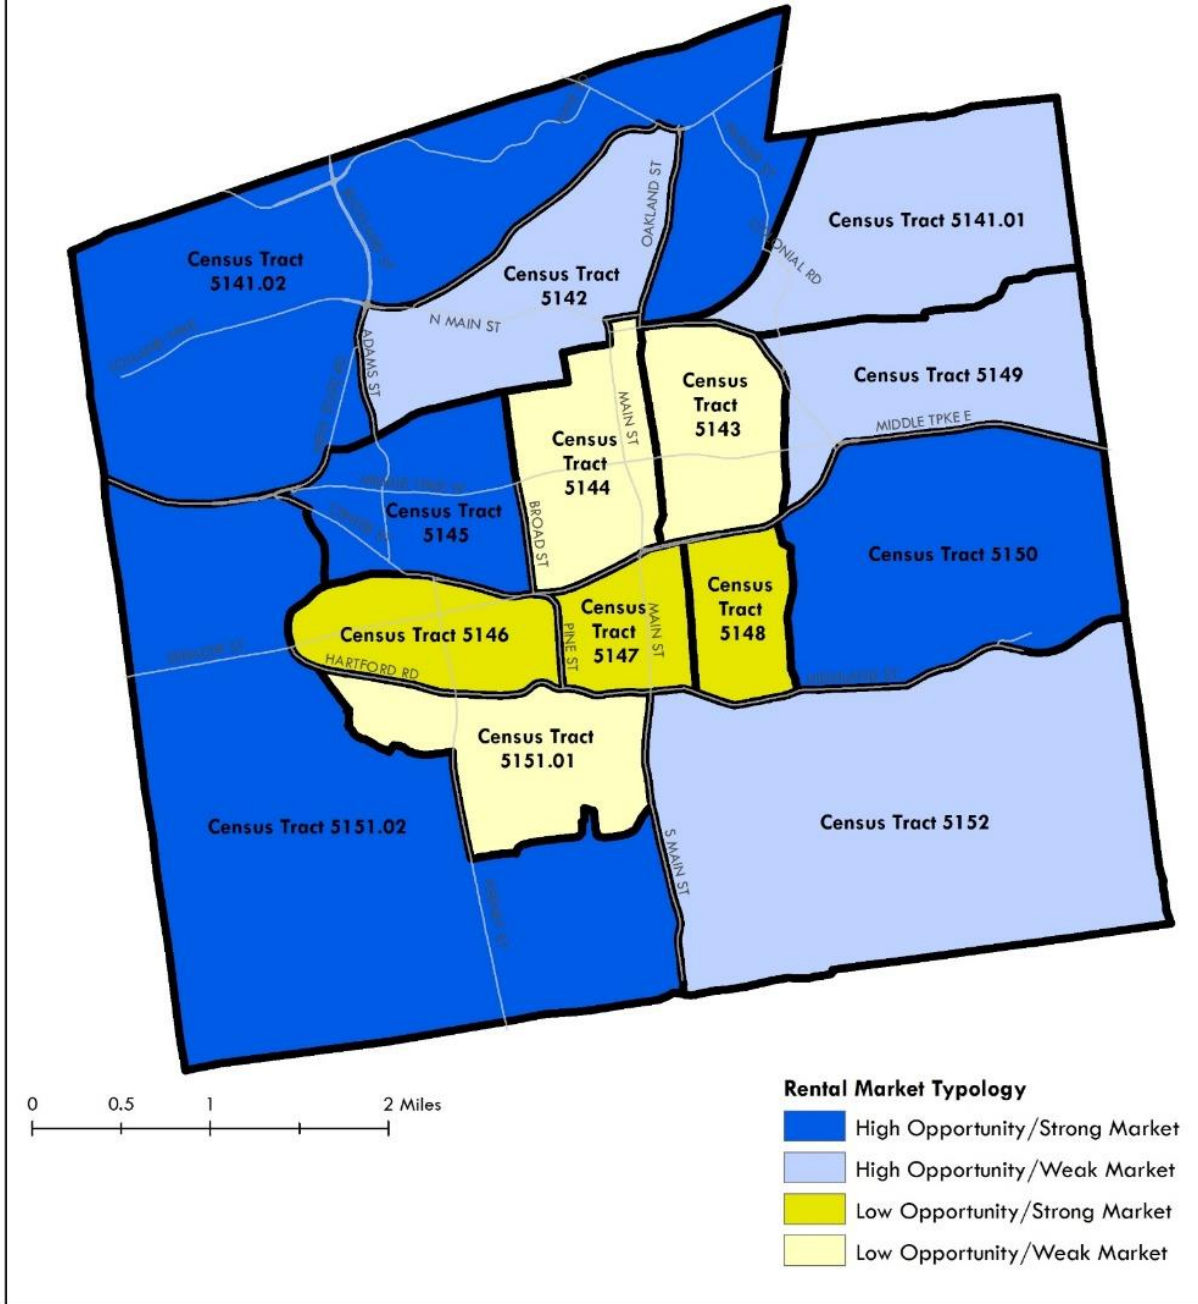 OAKLAND ST
Census Tract 5141.01
COLONIAL RD
Census Tract
5141.02
Census Tract
5142
N MAIN ST
ADAMS ST
Census Tract 5149
MIDDLE TPKE E
Census
Tract
5143
MAIN ST
Census
Tract
5144
Census Tract
5145
BROAD ST
Census Tract 5150
Census Tract 5146
HARTFORD RD
PINE ST
Census
Tract
5147
MAIN ST
Census
Tract
5148
HIGHLAND ST
SPENCER ST
Census Tract
5151.01
Census Tract 5151.02
Census Tract 5152
S MAIN ST
0 0.5 1 2 Miles
Rental Market Typology
High Opportunity/Strong Market
High Opportunity/Weak Market
Low Opportunity/Strong Market
Low Opportunity/Weak Market